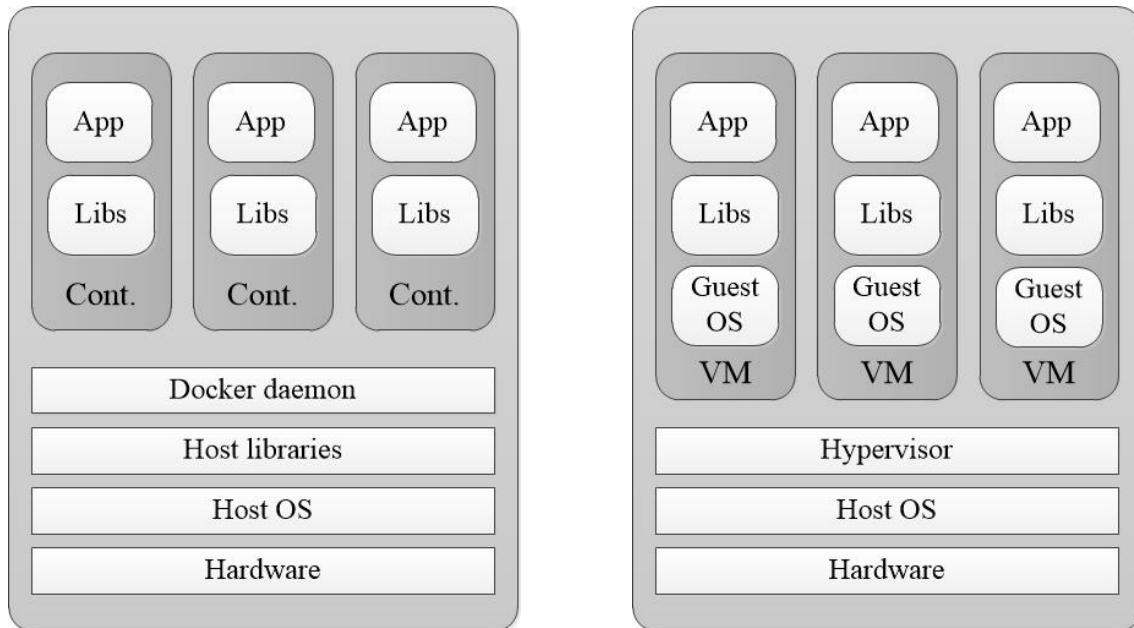 App
Libs
Cont.
App
Libs
Cont.
App
Libs
Cont.
Docker daemon
Host libraries
Host OS
Hardware
App
Libs
Guest
OS
VM
App
Libs
Guest
OS
VM
App
Libs
Guest
OS
VM
Hypervisor
Host OS
Hardware